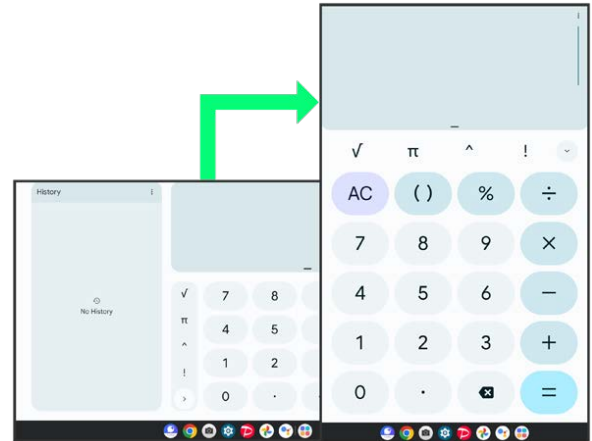 History
No History
√ 7 8
π 4 5
^ 1 2
! 0 .
√ π ^ !
AC ( ) % ÷
7 8 9 ×
4 5 6 −
1 2 3 +
0 . =